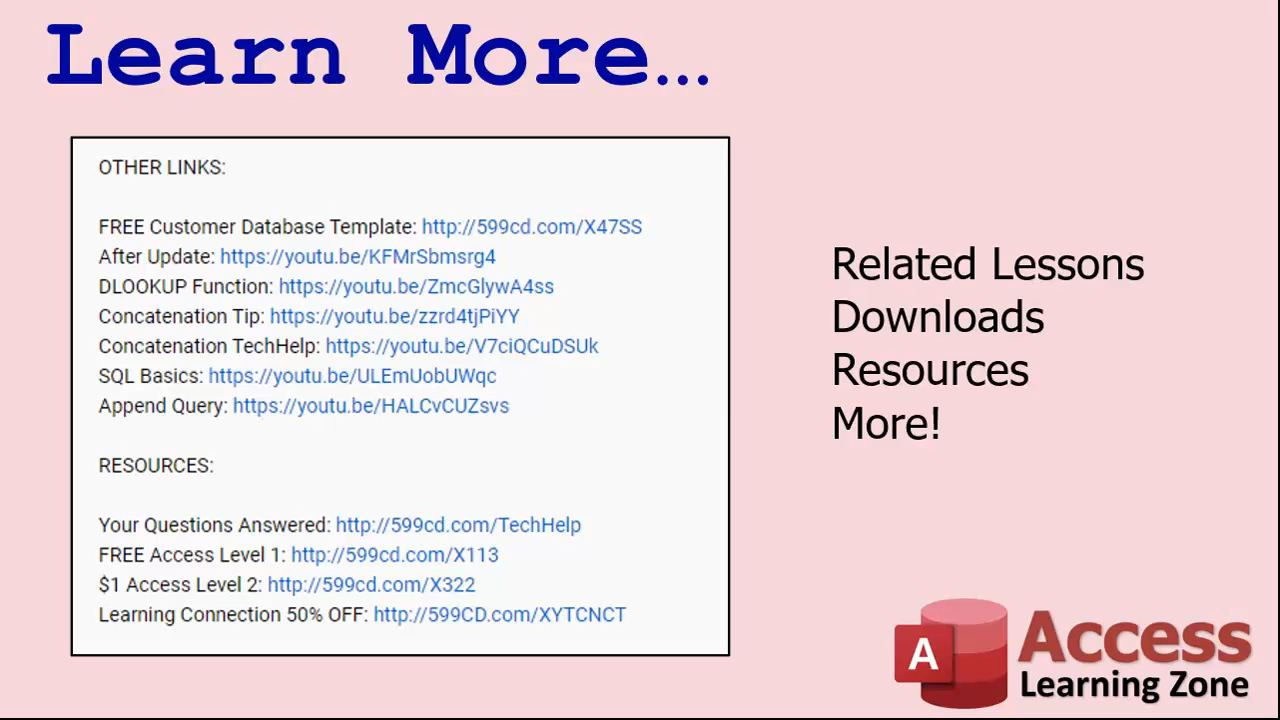 Learn More...
OTHER LINKS:
FREE Customer Database Template: http://599cd.com/X47SS
After Update: https://youtu.be/KFMrSbmsrg4
DLOOKUP Function: https://youtu.be/ZmcGlywA4ss
Concatenation Tip: https://youtu.be/zzrd4tjPiYY
Concatenation TechHelp: https://youtu.be/V7ciQCuDSUk
SQL Basics: https://youtu.be/ULEmUobUWqc
Append Query: https://youtu.be/HALCvCUZsvs
RESOURCES:
Your Questions Answered: http://599cd.com/TechHelp
FREE Access Level 1: http://599cd.com/X113
$1 Access Level 2: http://599cd.com/X322
Learning Connection 50% OFF: http://599CD.com/XYTCNCT
Related Lessons
Downloads
Resources
More!
A
Access
Learning Zone